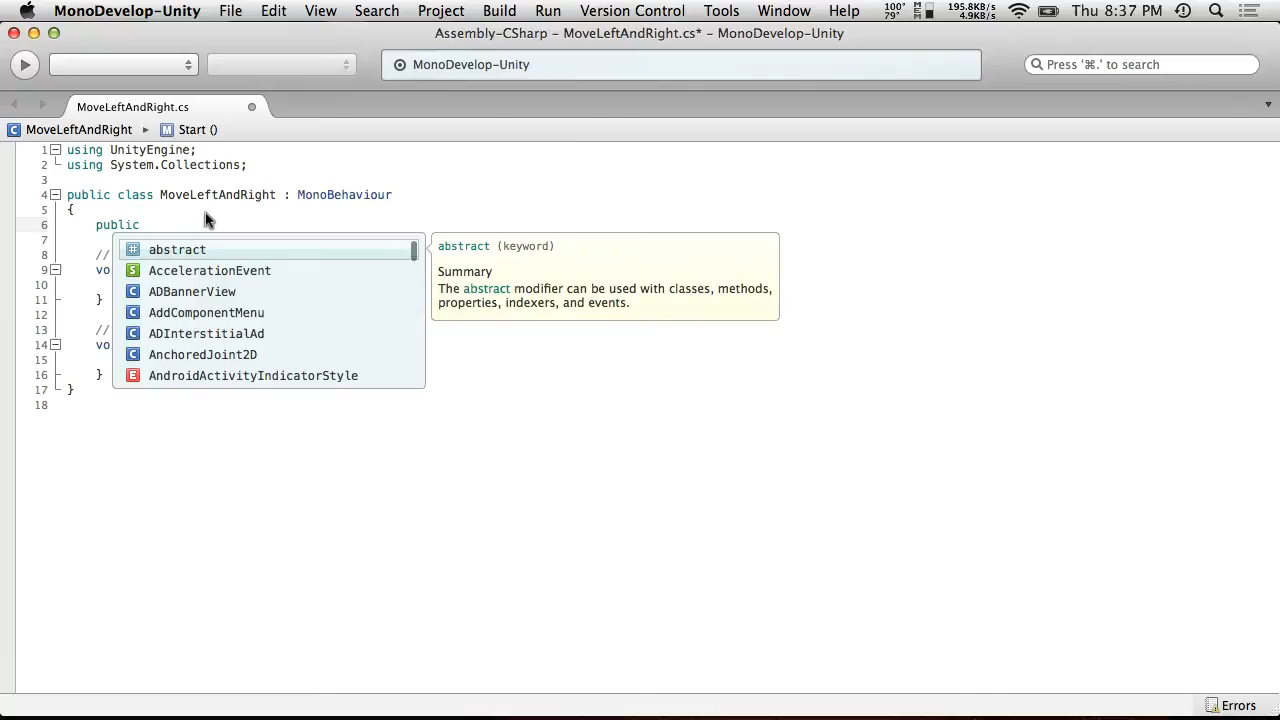 MonoDevelop-Unity File Edit View Search Project Build Run Version Control Tools Window Help 100° 79° 195.8KB/s 4.9KB/s Thu 8:37 PM
Assembly-CSharp – MoveLeftAndRight.cs* – MonoDevelop-Unity
MonoDevelop-Unity
Press '⌘.' to search
MoveLeftAndRight.cs
MoveLeftAndRight ▸ Start ()
1 using UnityEngine;
2 using System.Collections;
3
4 public class MoveLeftAndRight : MonoBehaviour
5 {
6 public
7
8 //
9 vo
10
11 }
12
13 //
14 vo
15
16 }
17 }
18
abstract
AccelerationEvent
ADBannerView
AddComponentMenu
ADInterstitialAd
AnchoredJoint2D
AndroidActivityIndicatorStyle
abstract (keyword)
Summary
The abstract modifier can be used with classes, methods,
properties, indexers, and events.
Errors